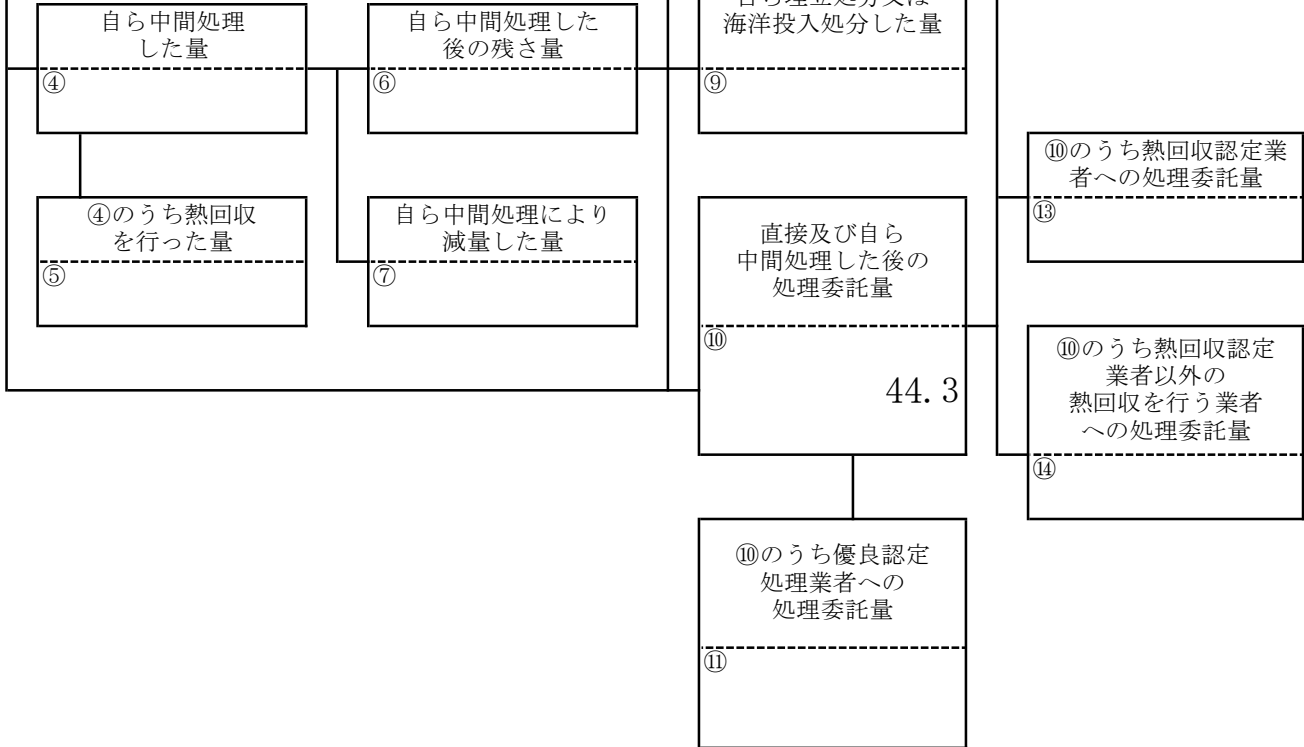 自ら中間処理
した量
④
自ら中間処理した
後の残さ量
⑥
海洋投入処分した量
⑨
④のうち熱回収
を行った量
⑤
自ら中間処理により
減量した量
⑦
直接及び自ら
中間処理した後の
処理委託量
⑩
44.3
⑩のうち熱回収認定業
者への処理委託量
⑬
⑩のうち熱回収認定
業者以外の
熱回収を行う業者
への処理委託量
⑭
⑩のうち優良認定
処理業者への
処理委託量
⑪